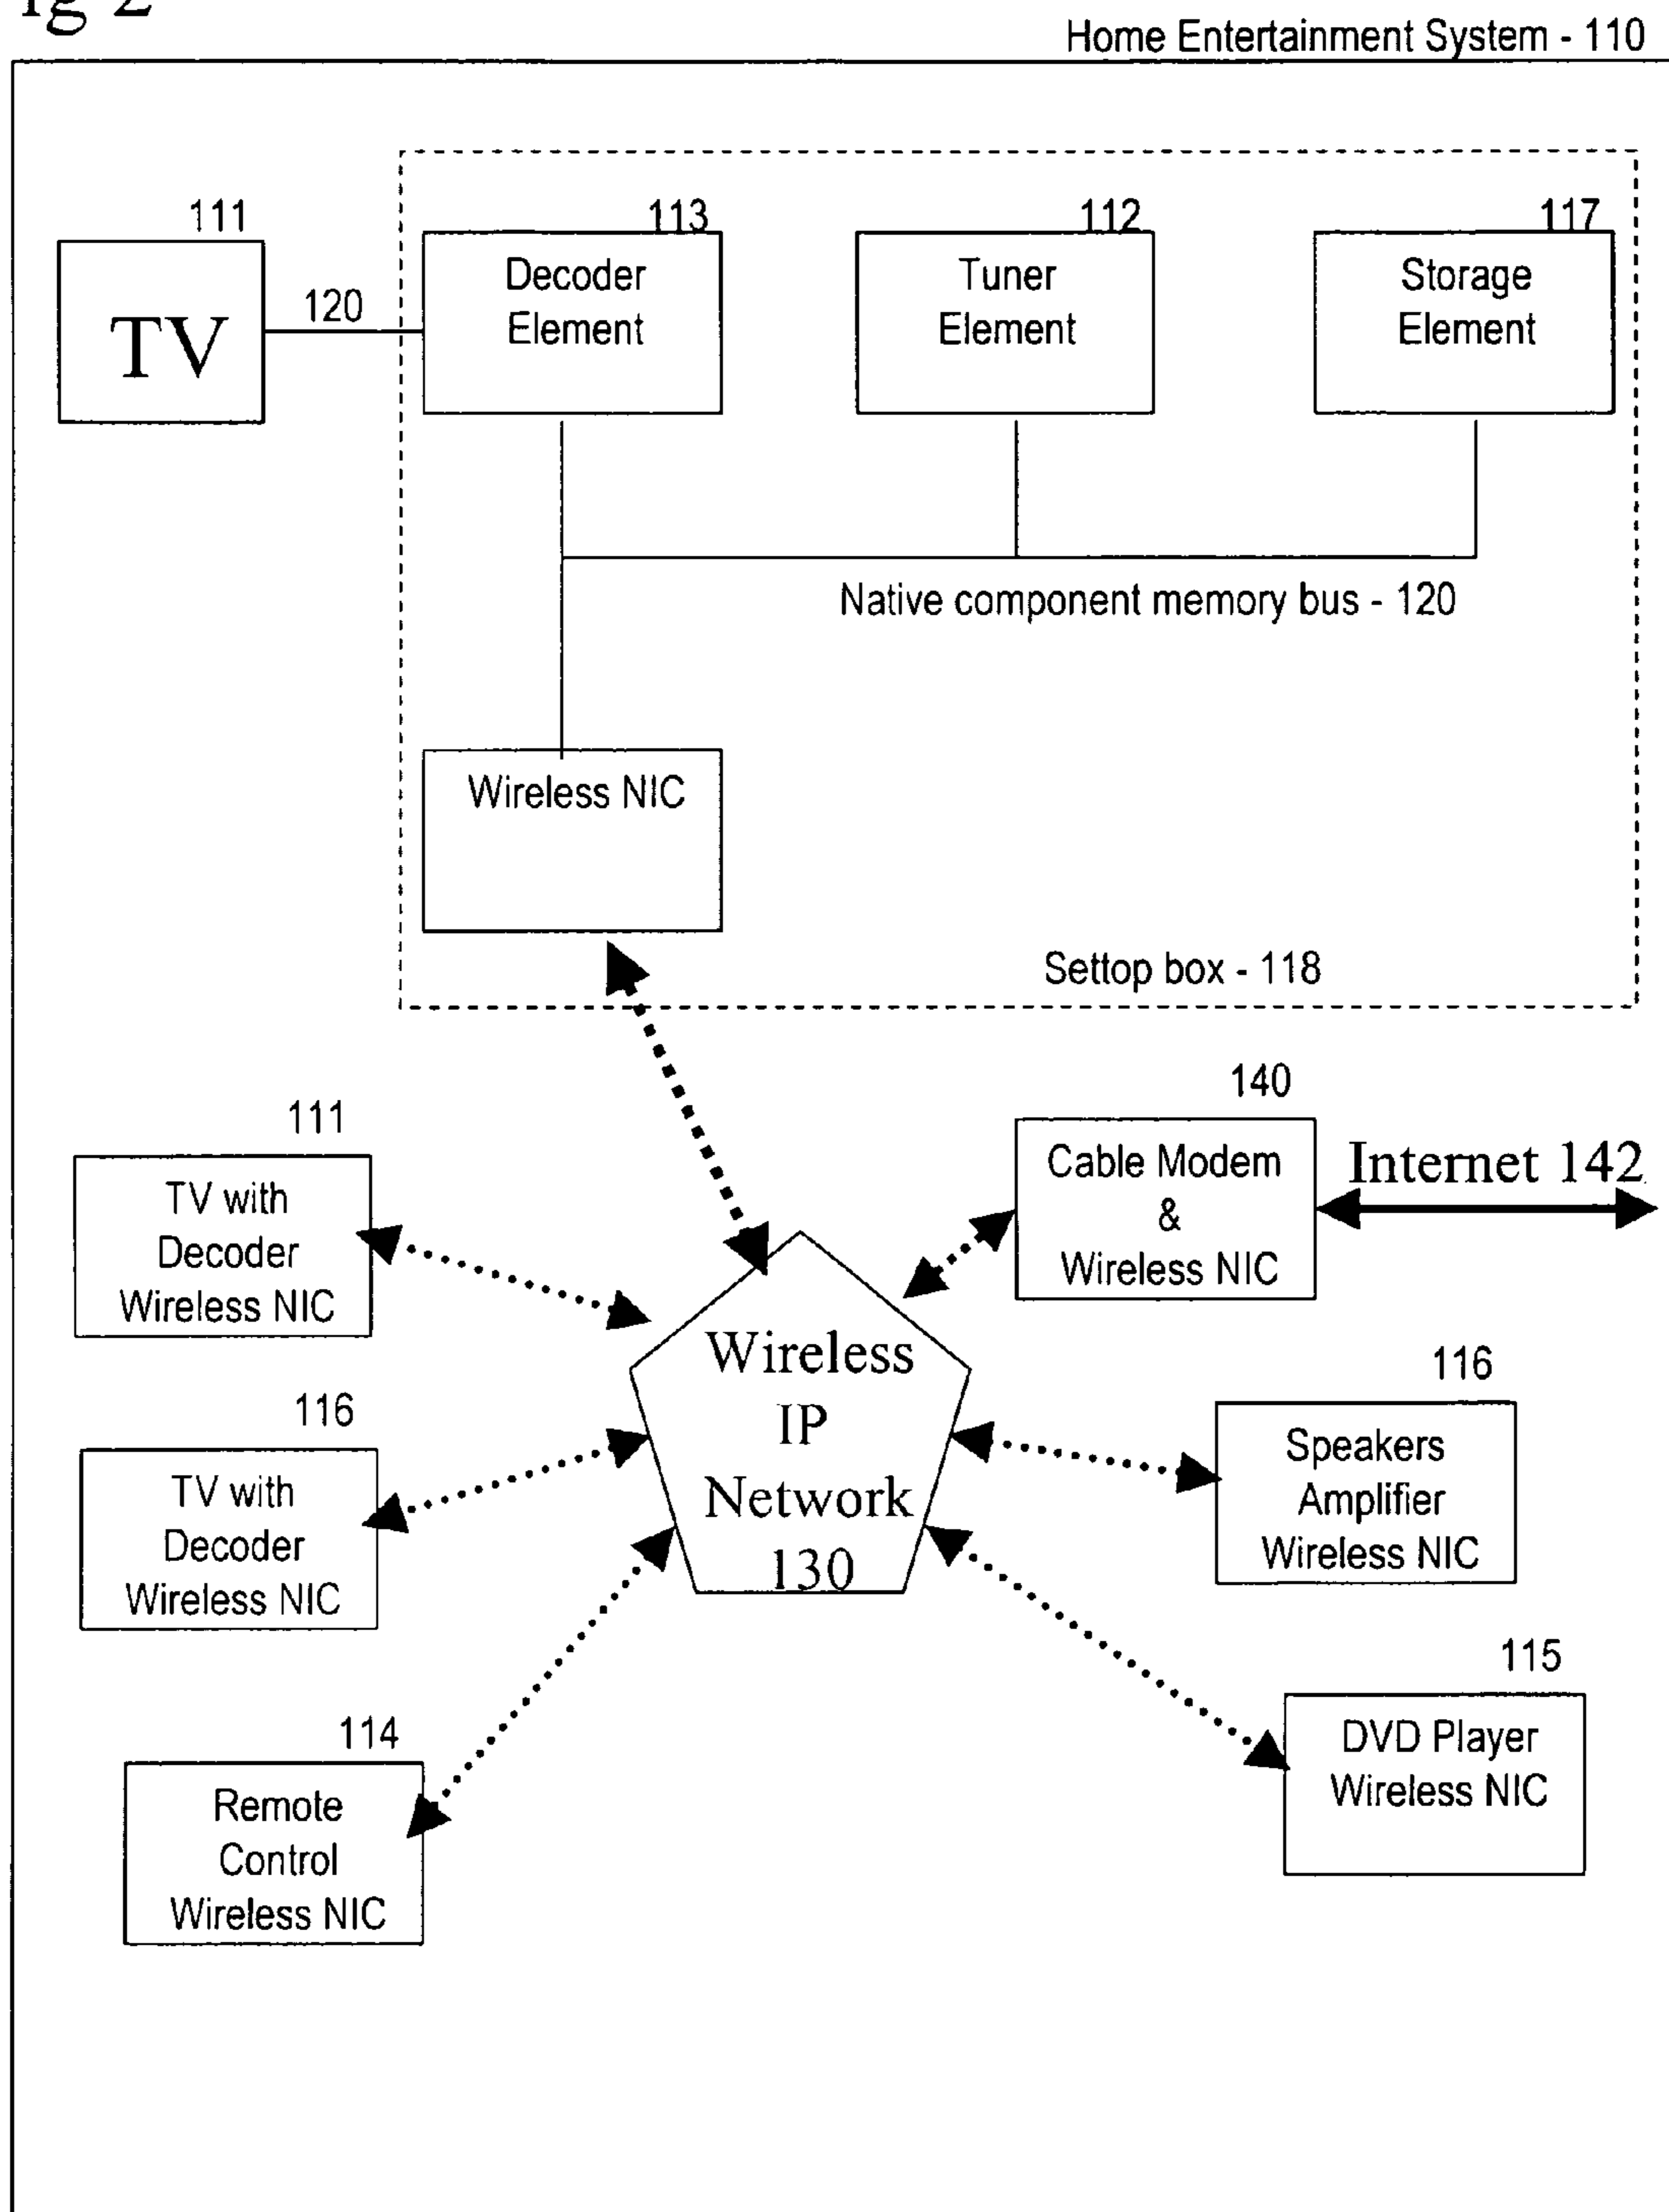 ig 2
Home Entertainment System - 110
111
113
112
117
TV
120
Decoder
Element
Tuner
Element
Storage
Element
Native component memory bus - 120
Wireless NIC
Settop box - 118
140
Cable Modem
&
Wireless NIC
Internet 142
111
TV with
Decoder
Wireless NIC
Wireless
IP
Network
130
116
TV with
Decoder
Wireless NIC
116
Speakers
Amplifier
Wireless NIC
114
Remote
Control
Wireless NIC
115
DVD Player
Wireless NIC